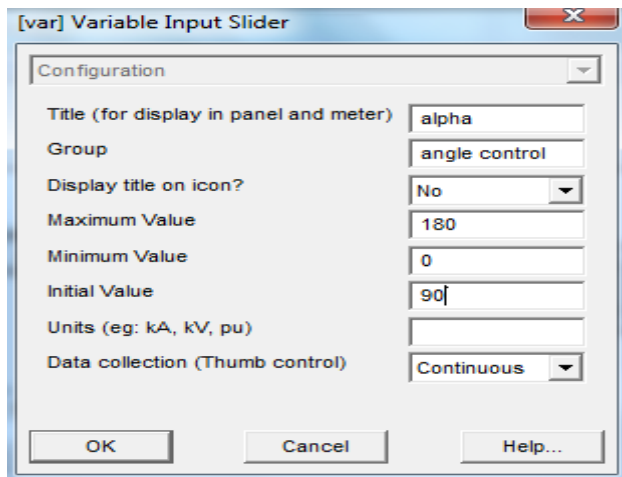 [var] Variable Input Slider
Configuration
Title (for display in panel and meter) alpha
Group angle control
Display title on icon? No
Maximum Value 180
Minimum Value 0
Initial Value 90
Units (eg: kA, kV, pu)
Data collection (Thumb control) Continuous
OK Cancel Help...